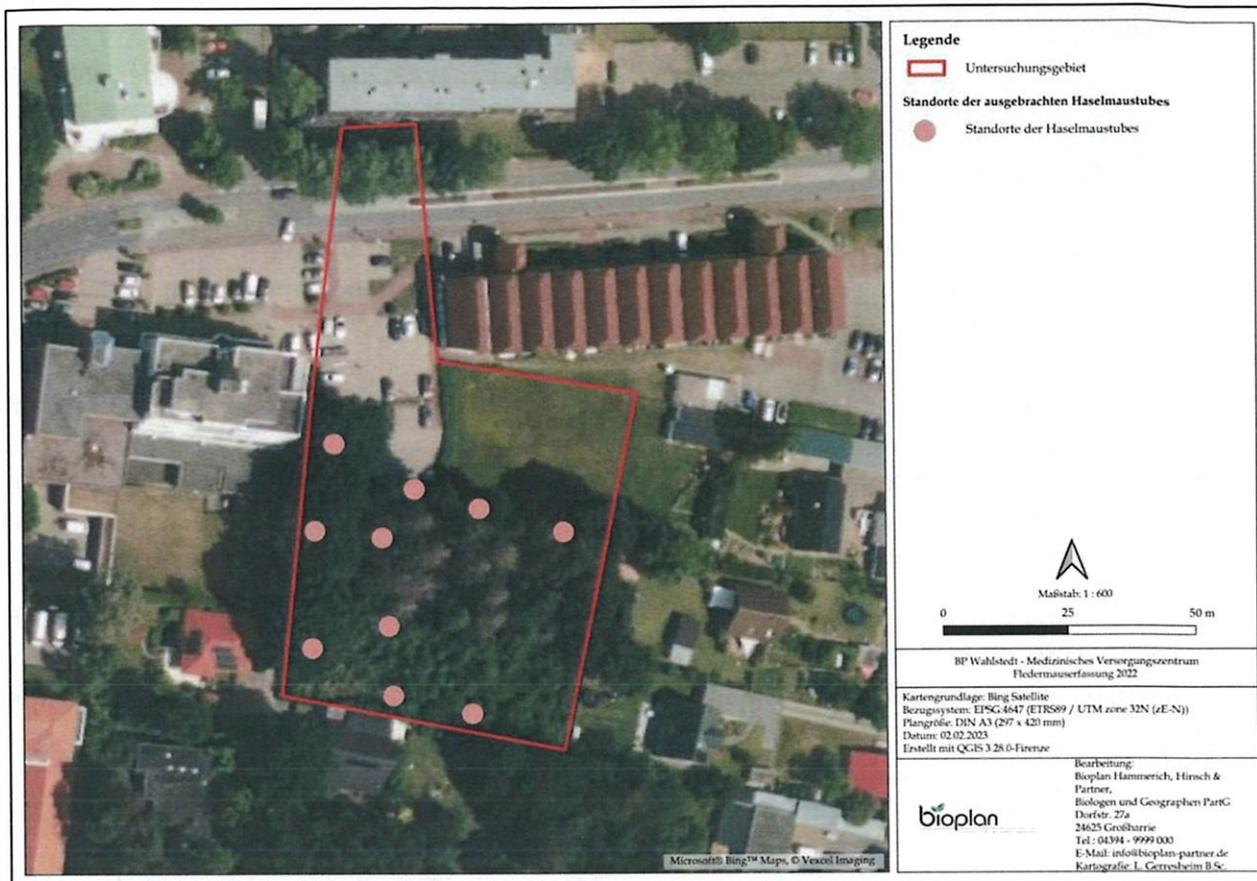 Legende
Untersuchungsgebiet
Standorte der ausgebrachten Haselmaustubes
Standorte der Haselmaustubes
Maßstab: 1 : 600
0 25 50 m
BP Wahlstedt - Medizinisches Versorgungszentrum
Fledermauserfassung 2022
Kartengrundlage: Bing Satellite
Bezugssystem: EPSG:4647 (ETRS89 / UTM zone 32N (zE-N))
Plangröße: DIN A3 (297 x 420 mm)
Datum: 02.02.2023
Erstellt mit QGIS 3.28.0-Firenze
bioplan
Bearbeitung:
Bioplan Hammerich, Hinsch &
Partner,
Biologen und Geographen PartG
Dorfstr. 27a
24625 Großharrie
Tel.: 04394 - 9999 000
E-Mail: info@bioplan-partner.de
Kartografie: L. Gerresheim B.Sc.
Microsoft® Bing™ Maps, © Vexcel Imaging